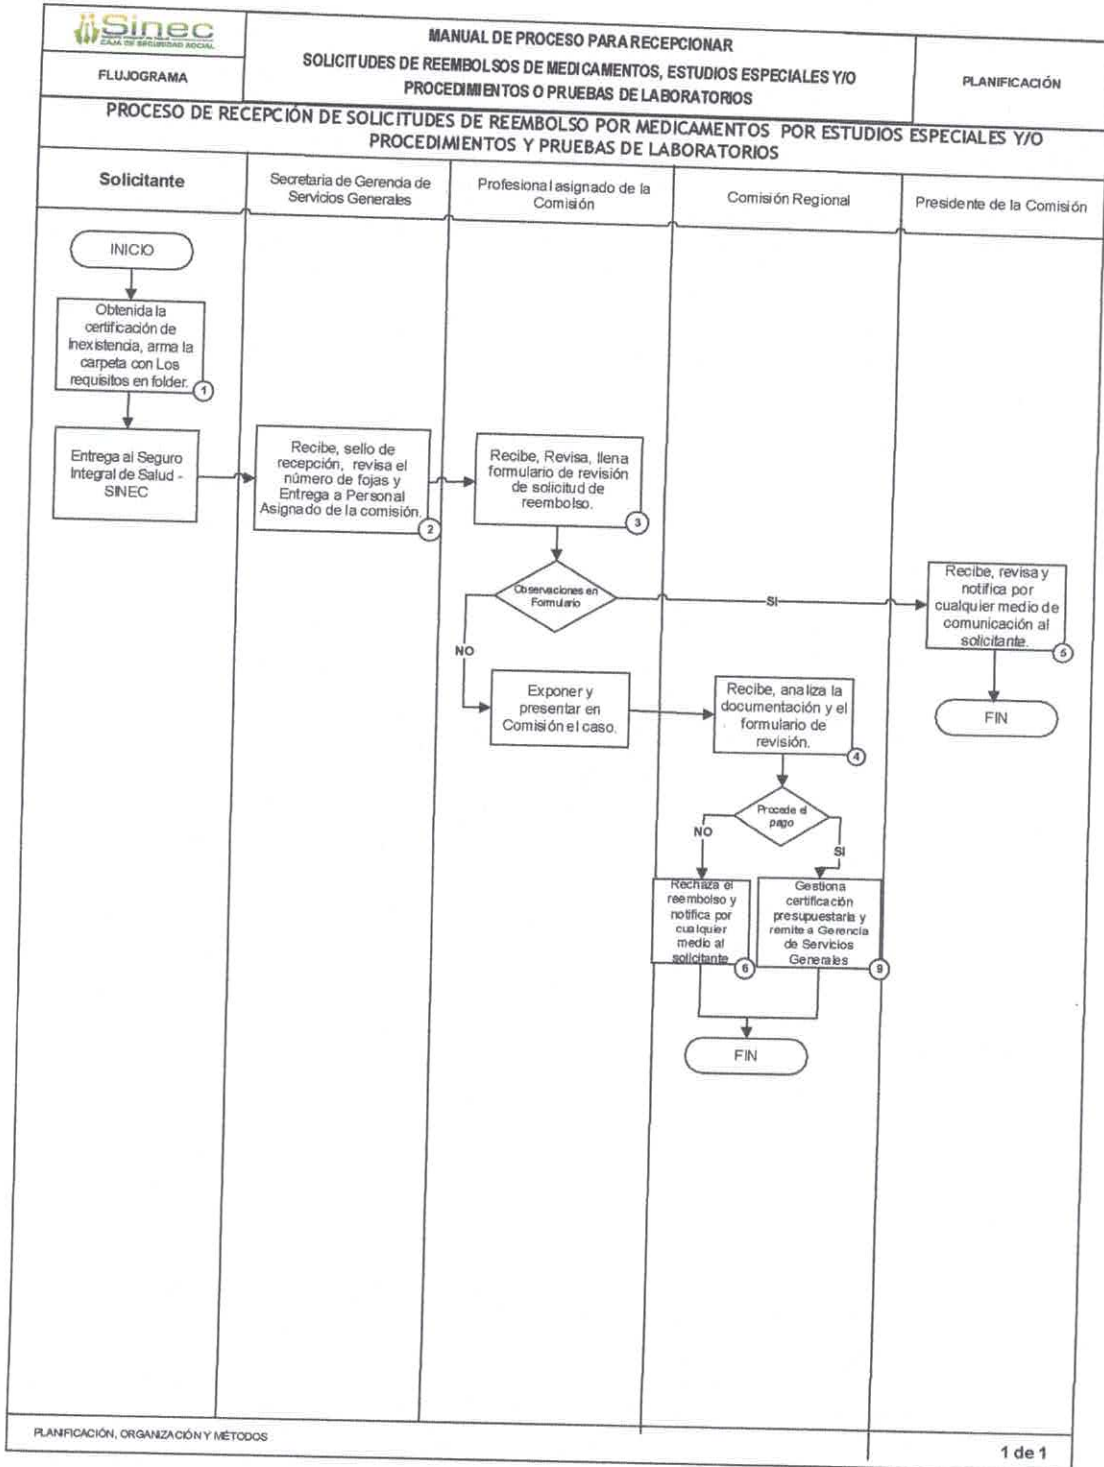 Sinec
CAJA DE SEGURIDAD SOCIAL
FLUJOGRAMA
MANUAL DE PROCESO PARA RECEPCIONAR
SOLICITUDES DE REEMBOLSOS DE MEDICAMENTOS, ESTUDIOS ESPECIALES Y/O
PROCEDIMIENTOS O PRUEBAS DE LABORATORIOS
PLANIFICACIÓN
PROCESO DE RECEPCIÓN DE SOLICITUDES DE REEMBOLSO POR MEDICAMENTOS POR ESTUDIOS ESPECIALES Y/O
PROCEDIMIENTOS Y PRUEBAS DE LABORATORIOS
Solicitante
Secretaria de Gerencia de
Servicios Generales
Profesional asignado de la
Comisión
Comisión Regional
Presidente de la Comisión
INICIO
Obtenida la
certificación de
Inexistencia, arma la
carpeta con Los
requisitos en folder.
1
Entrega al Seguro
Integral de Salud -
SINEC
Recibe, sello de
recepción, revisa el
número de fojas y
Entrega a Personal
Asignado de la comisión.
2
Recibe, Revisa, llena
formulario de revisión
de solicitud de
reembolso.
3
Observaciones en
Formulario
SI
NO
Recibe, revisa y
notifica por
cualquier medio de
comunicación al
solicitante.
5
FIN
Exponer y
presentar en
Comisión el caso.
Recibe, analiza la
documentación y el
formulario de
revisión.
4
Procede el
pago
NO
SI
Rechaza el
reembolso y
notifica por
cualquier
medio al
solicitante
6
Gestiona
certificación
presupuestaria y
remite a Gerencia
de Servicios
Generales
9
FIN
PLANIFICACIÓN, ORGANIZACIÓN Y MÉTODOS
1 de 1